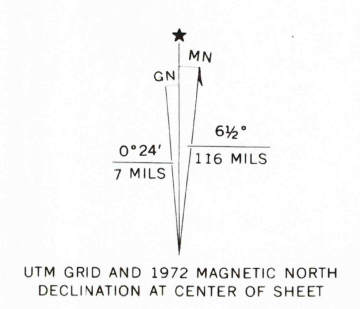 ★
MN
GN
6½°
0°24′
116 MILS
7 MILS
UTM GRID AND 1972 MAGNETIC NORTH
DECLINATION AT CENTER OF SHEET